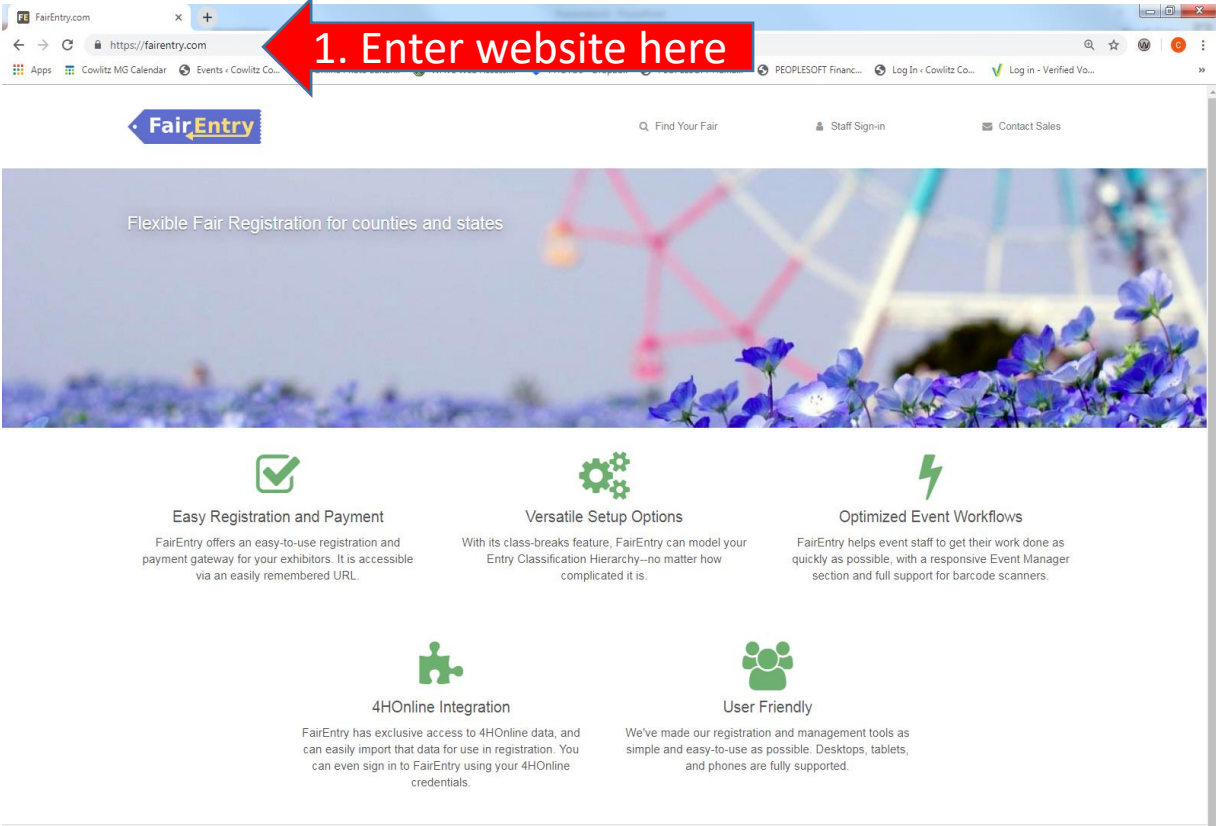 FE FairEntry.com
https://fairentry.com
1. Enter website here
Apps Cowlitz MG Calendar Events ‹ Cowlitz Co... PEOPLESOFT Financ... Log In ‹ Cowlitz Co... Log in - Verified Vo...
FairEntry
Find Your Fair
Staff Sign-in
Contact Sales
Flexible Fair Registration for counties and states
Easy Registration and Payment
FairEntry offers an easy-to-use registration and
payment gateway for your exhibitors. It is accessible
via an easily remembered URL.
Versatile Setup Options
With its class-breaks feature, FairEntry can model your
Entry Classification Hierarchy--no matter how
complicated it is.
Optimized Event Workflows
FairEntry helps event staff to get their work done as
quickly as possible, with a responsive Event Manager
section and full support for barcode scanners.
4HOnline Integration
FairEntry has exclusive access to 4HOnline data, and
can easily import that data for use in registration. You
can even sign in to FairEntry using your 4HOnline
credentials.
User Friendly
We've made our registration and management tools as
simple and easy-to-use as possible. Desktops, tablets,
and phones are fully supported.